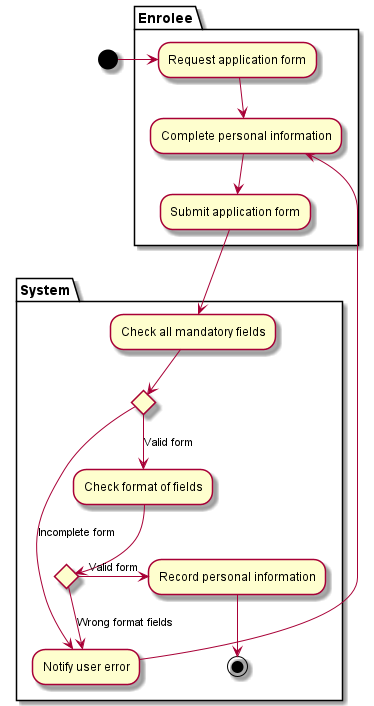 Enrolee
Request application form
Complete personal information
Submit application form
System
Check all mandatory fields
Valid form
Check format of fields
Incomplete form
Valid form
Record personal information
Wrong format fields
Notify user error